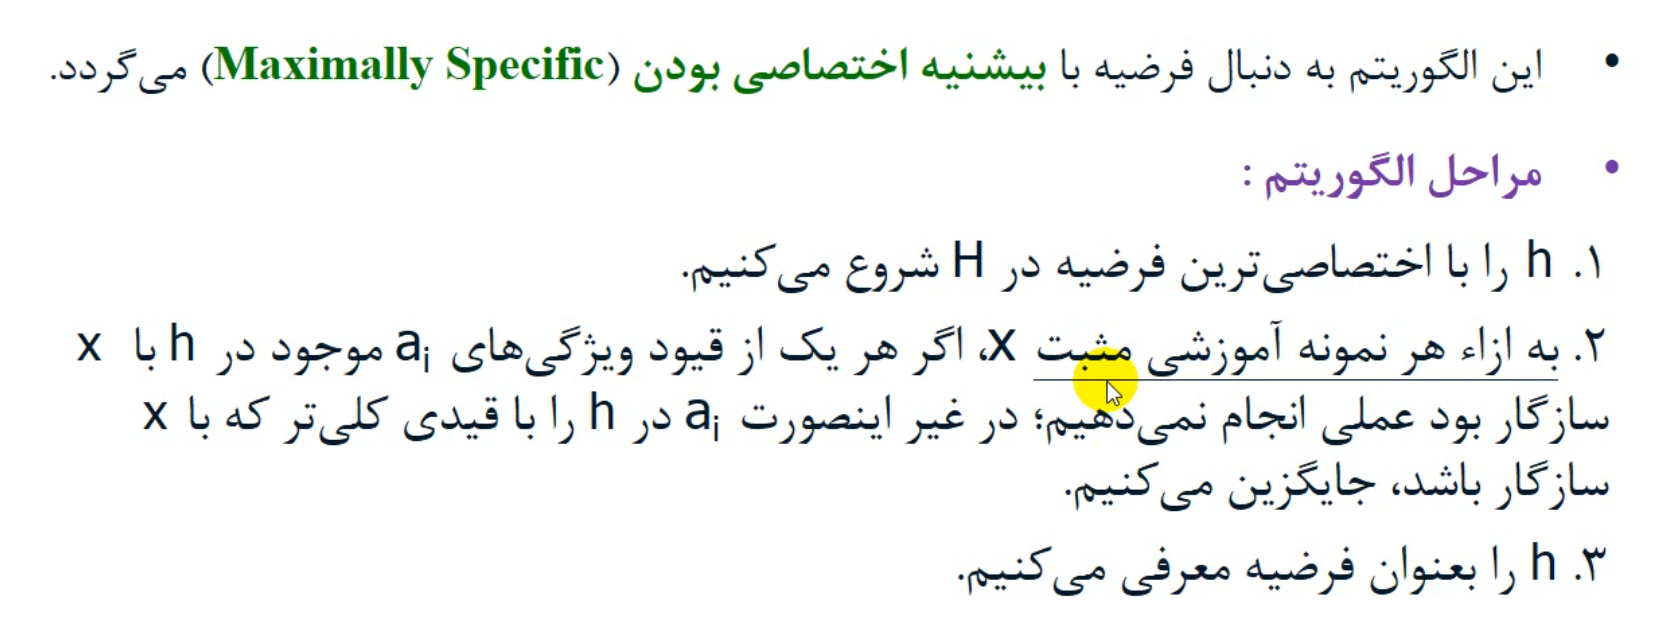 • این الگوریتم به دنبال فرضیه با بیشنیه اختصاصی بودن (Maximally Specific) می‌گردد.
• مراحل الگوریتم :
۱. h را با اختصاصی‌ترین فرضیه در H شروع می‌کنیم.
۲. به ازاء هر نمونه آموزشی مثبت x، اگر هر یک از قیود ویژگی‌های aᵢ موجود در h با x
سازگار بود عملی انجام نمی‌دهیم؛ در غیر اینصورت aᵢ در h را با قیدی کلی‌تر که با x
سازگار باشد، جایگزین می‌کنیم.
۳. h را بعنوان فرضیه معرفی می‌کنیم.